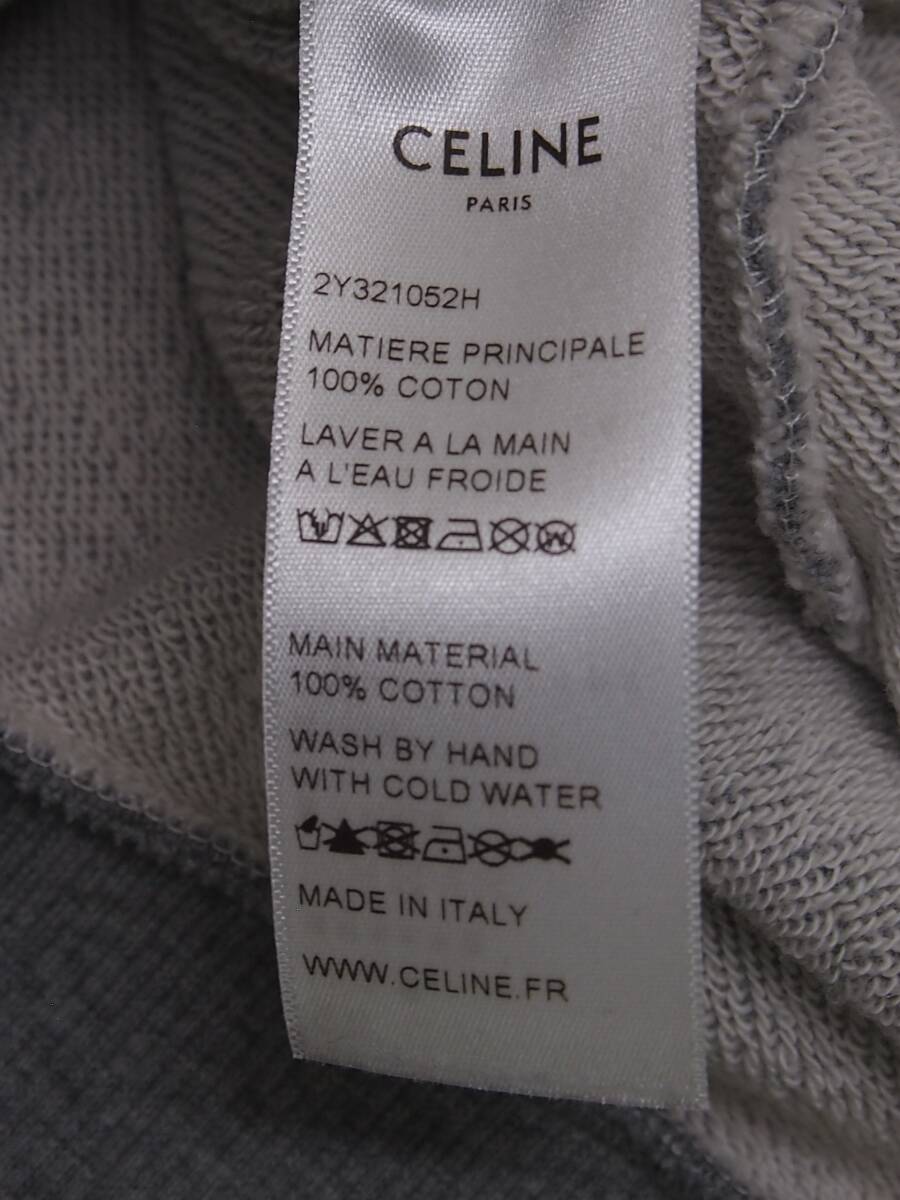 CELINE
PARIS
2Y321052H
MATIERE PRINCIPALE
100% COTON
LAVER A LA MAIN
A L'EAU FROIDE
MAIN MATERIAL
100% COTTON
WASH BY HAND
WITH COLD WATER
MADE IN ITALY
WWW.CELINE.FR